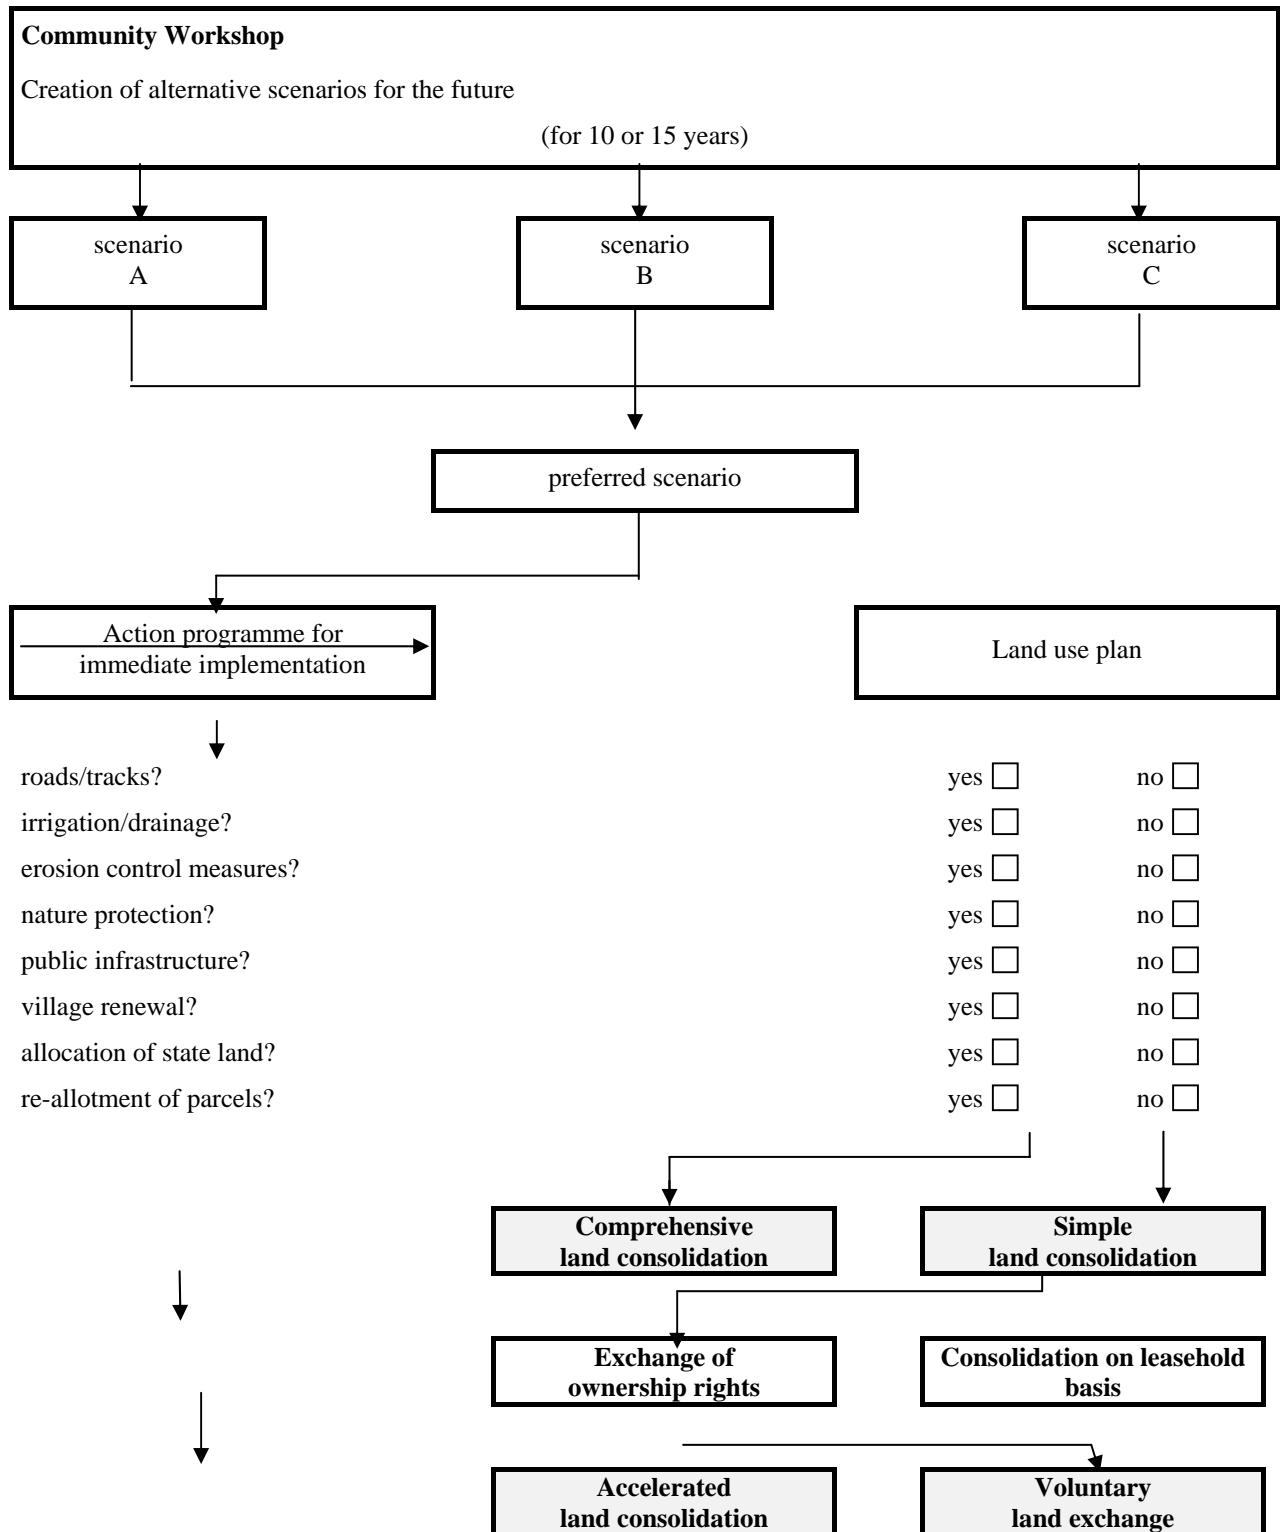 Community Workshop
Creation of alternative scenarios for the future
(for 10 or 15 years)
scenario
A
scenario
B
scenario
C
preferred scenario
Action programme for
immediate implementation
Land use plan
roads/tracks? yes no
irrigation/drainage? yes no
erosion control measures? yes no
nature protection? yes no
public infrastructure? yes no
village renewal? yes no
allocation of state land? yes no
re-allotment of parcels? yes no
Comprehensive
land consolidation
Simple
land consolidation
Exchange of
ownership rights
Consolidation on leasehold
basis
Accelerated
land consolidation
Voluntary
land exchange